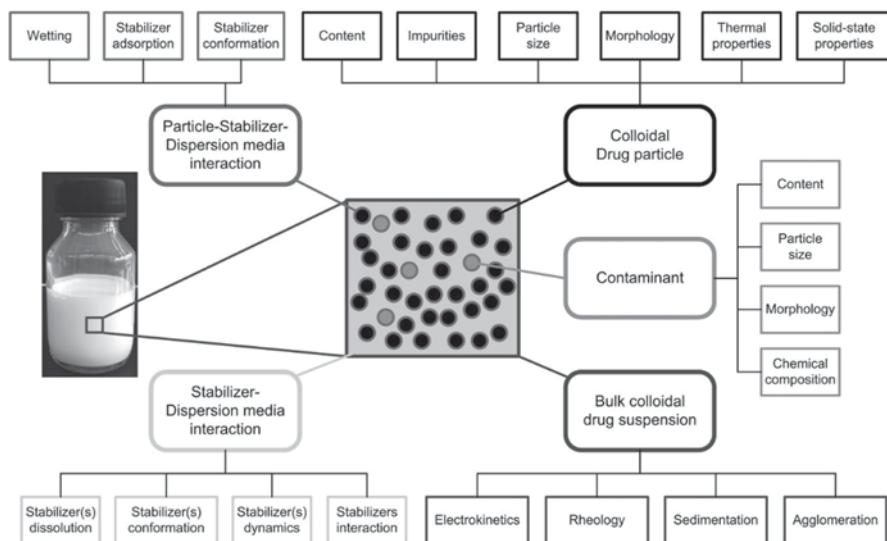 Wetting
Stabilizer
adsorption
Stabilizer
conformation
Content
Impurities
Particle
size
Morphology
Thermal
properties
Solid-state
properties
Particle-Stabilizer-
Dispersion media
interaction
Colloidal
Drug particle
Content
Particle
size
Contaminant
Morphology
Chemical
composition
Stabilizer-
Dispersion media
interaction
Bulk colloidal
drug suspension
Stabilizer(s)
dissolution
Stabilizer(s)
conformation
Stabilizer(s)
dynamics
Stabilizers
interaction
Electrokinetics
Rheology
Sedimentation
Agglomeration